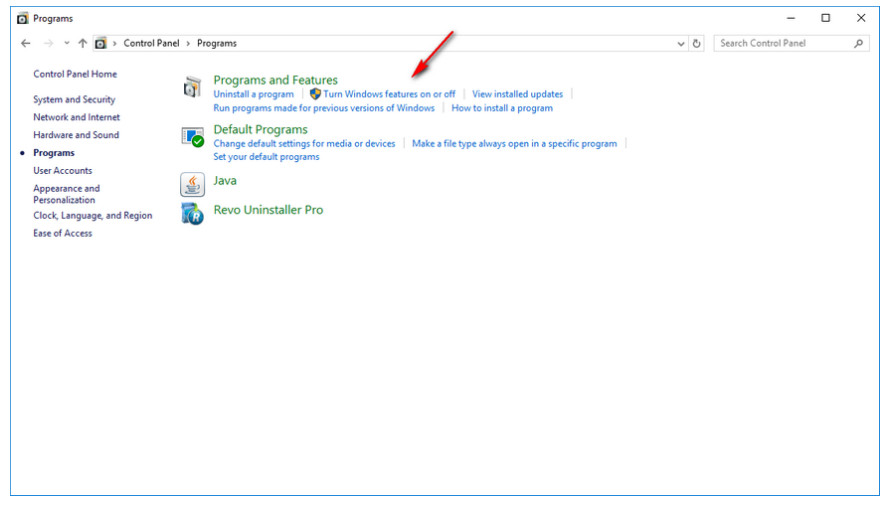 Programs
Control Panel > Programs
Search Control Panel
Control Panel Home
System and Security
Network and Internet
Hardware and Sound
Programs
User Accounts
Appearance and
Personalization
Clock, Language, and Region
Ease of Access
Programs and Features
Uninstall a program | Turn Windows features on or off | View installed updates |
Run programs made for previous versions of Windows | How to install a program
Default Programs
Change default settings for media or devices | Make a file type always open in a specific program |
Set your default programs
Java
Revo Uninstaller Pro